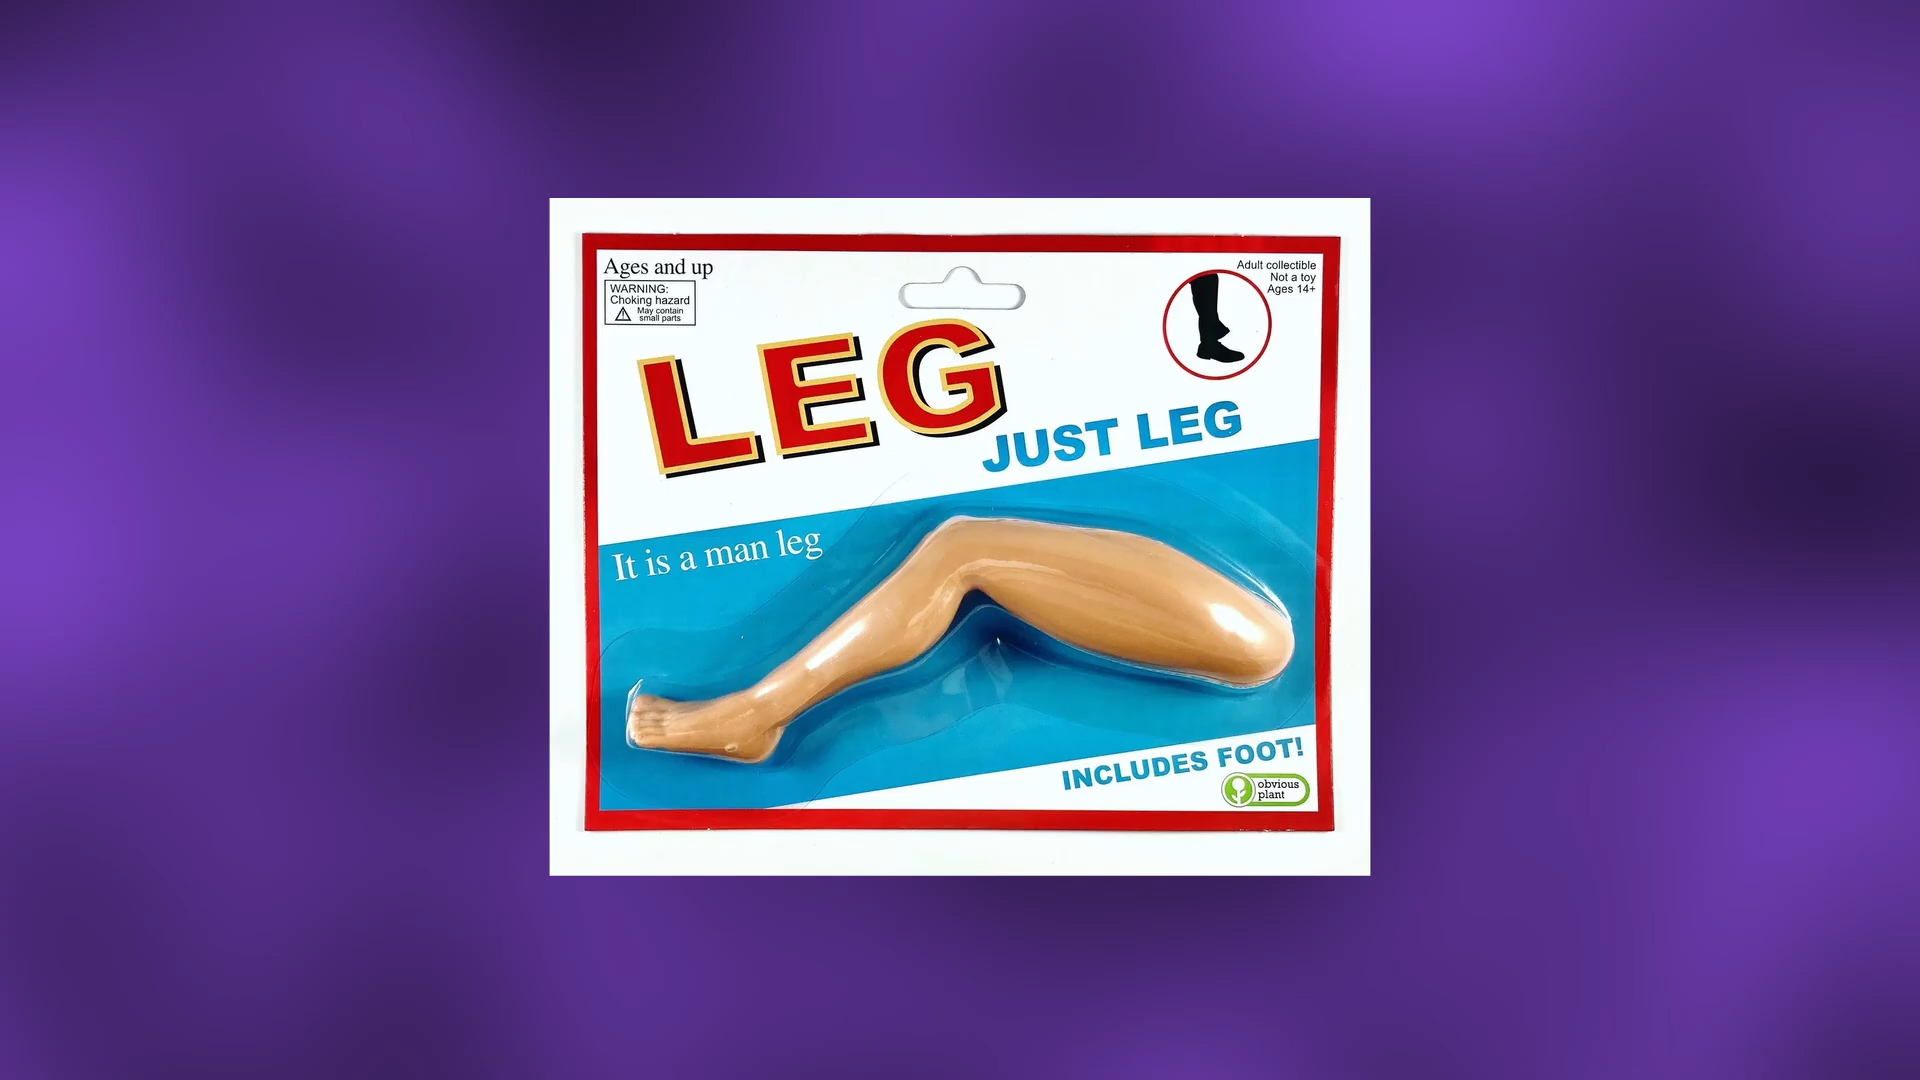 Ages and up
WARNING:
Choking hazard
May contain
small parts
Adult collectible
Not a toy
Ages 14+
LEG
JUST LEG
It is a man leg
INCLUDES FOOT!
obvious
plant